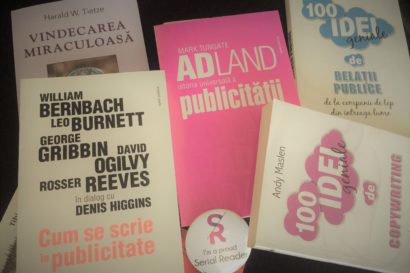 Harald W. Tietze
VINDECAREA
MIRACULOASĂ
WILLIAM
BERNBACH
LEO
BURNETT
GEORGE
GRIBBIN
DAVID
OGILVY
ROSSER
REEVES
în dialog cu
DENIS HIGGINS
Cum se scrie
în publicitate
MARK TUNGATE
ADLAND
istoria universală a
publicității
100
IDEI
geniale
de
RELAȚII
PUBLICE
de la companii de top
din întreaga lume
Andy Maslen
100
IDEI
geniale
de
COPYWRITING
SR
I'm a proud
Serial Reader